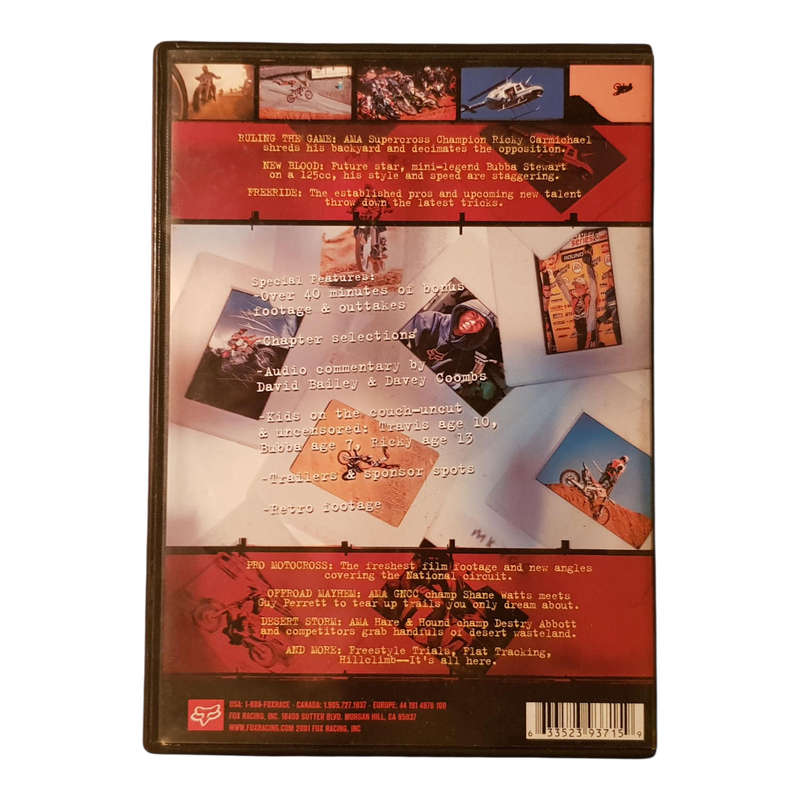 RULING THE GAME: AMA Supercross Champion Ricky Carmichael
shreds his backyard and decimates the opposition.
NEW BLOOD: Future star, mini-legend Bubba Stewart
on a 125cc, his style and speed are staggering.
FREERIDE: The established pros and upcoming new talent
throw down the latest tricks.
Special Features:
-Over 40 minutes of bonus
footage & outtakes
-Chapter selections
-Audio commentary by
David Bailey & Davey Coombs
-Kids on the couch—uncut
& uncensored: Travis age 10,
Bubba age 7, Ricky age 13
-Trailers & sponsor spots
-Retro footage
PRO MOTOCROSS: The freshest film footage and new angles
covering the National circuit.
OFFROAD MAYHEM: AMA GNCC champ Shane Watts meets
Guy Perrett to tear up trails you only dream about.
DESERT STORM: AMA Hare & Hound champ Destry Abbott
and competitors grab handfuls of desert wasteland.
AND MORE: Freestyle Trials, Flat Tracking,
Hillclimb—It's all here.
USA: 1-888-FOXRACE - CANADA: 1.905.727.1837 - EUROPE: 44 191 4876 100
FOX RACING, INC. 18400 SUTTER BLVD. MORGAN HILL, CA 95037
WWW.FOXRACING.COM 2001 FOX RACING, INC
6 33523 93715 9